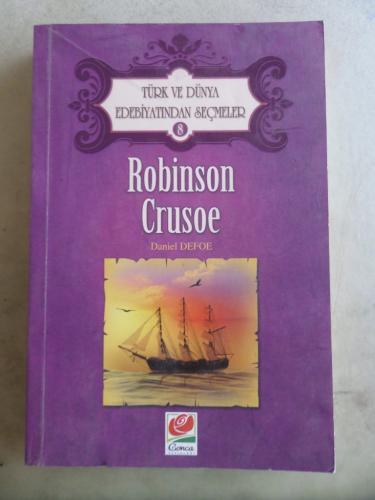 TÜRK VE DÜNYA
EDEBİYATINDAN SEÇMELER
8
Robinson
Crusoe
Daniel DEFOE
Gonca